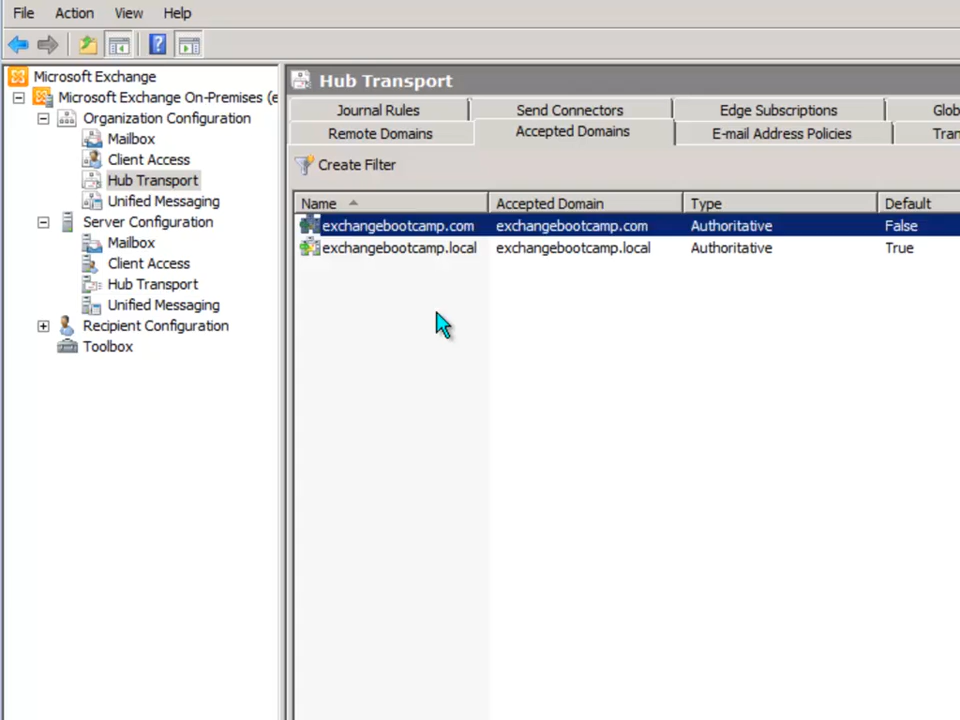 File Action View Help
Microsoft Exchange
Microsoft Exchange On-Premises (e
Organization Configuration
Mailbox
Client Access
Hub Transport
Unified Messaging
Server Configuration
Mailbox
Client Access
Hub Transport
Unified Messaging
Recipient Configuration
Toolbox
Hub Transport
Journal Rules Send Connectors Edge Subscriptions Glob
Remote Domains Accepted Domains E-mail Address Policies Tran
Create Filter
Name Accepted Domain Type Default
exchangebootcamp.com exchangebootcamp.com Authoritative False
exchangebootcamp.local exchangebootcamp.local Authoritative True